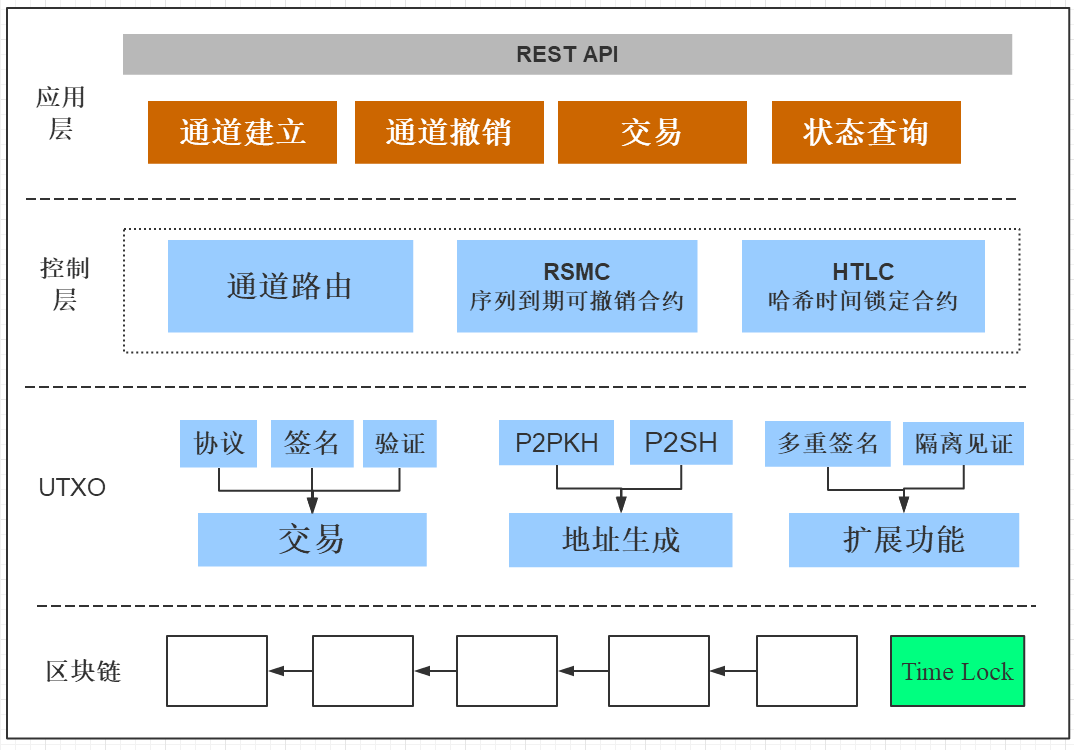 REST API
应用
层
通道建立
通道撤销
交易
状态查询
控制
层
通道路由
RSMC
序列到期可撤销合约
HTLC
哈希时间锁定合约
UTXO
协议
签名
验证
交易
P2PKH
P2SH
地址生成
多重签名
隔离见证
扩展功能
区块链
Time Lock